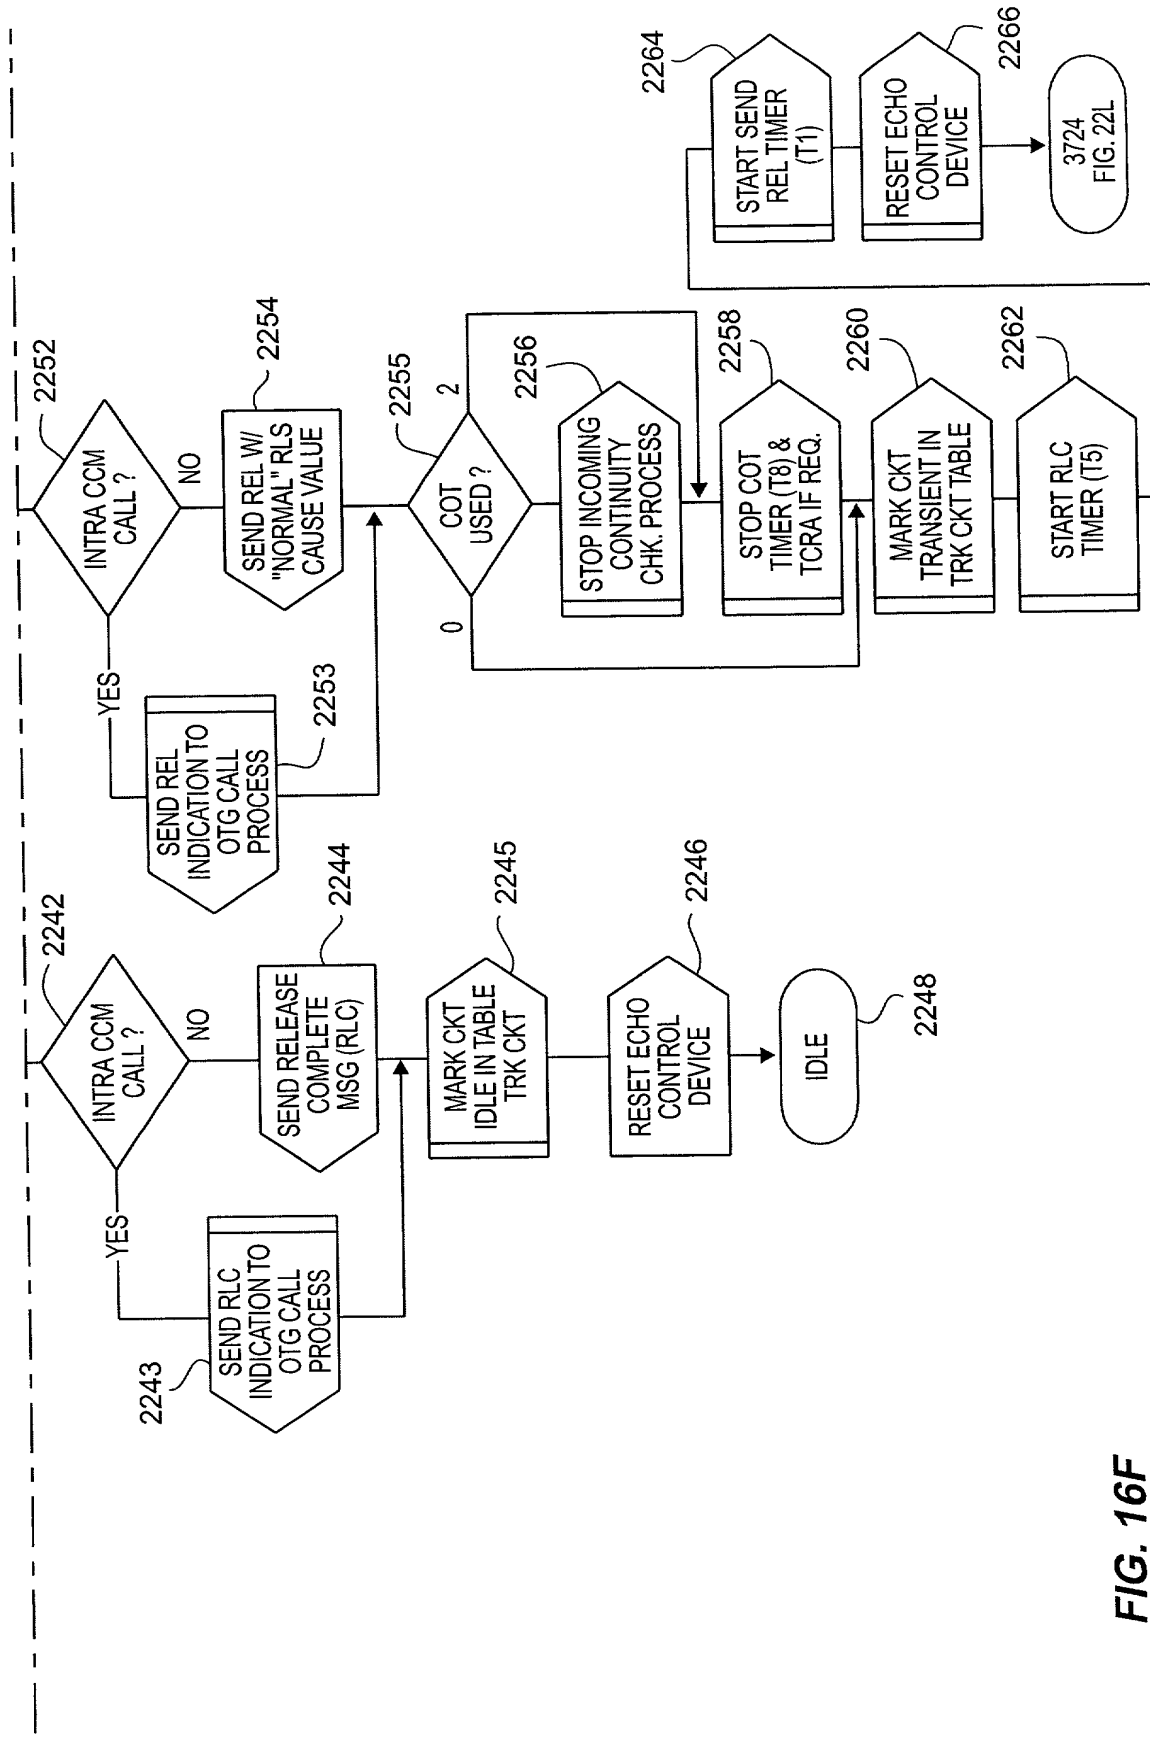 2242
INTRA CCM
CALL ?
YES
NO
2243
SEND RLC
INDICATION TO
OTG CALL
PROCESS
2244
SEND RELEASE
COMPLETE
MSG (RLC)
2245
MARK CKT
IDLE IN TABLE
TRK CKT
2246
RESET ECHO
CONTROL
DEVICE
IDLE
2248
2252
INTRA CCM
CALL ?
YES
NO
2253
SEND REL
INDICATION TO
OTG CALL
PROCESS
2254
SEND REL W/
"NORMAL" RLS
CAUSE VALUE
2255
COT
USED ?
0
2
2256
STOP INCOMING
CONTINUITY
CHK. PROCESS
2258
STOP COT
TIMER (T8) &
TCRA IF REQ.
2260
MARK CKT
TRANSIENT IN
TRK CKT TABLE
2262
START RLC
TIMER (T5)
2264
START SEND
REL TIMER
(T1)
2266
RESET ECHO
CONTROL
DEVICE
3724
FIG. 22L
FIG. 16F